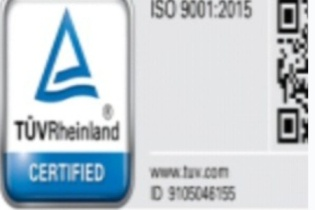 ISO 9001:2015
TÜVRheinland
®
CERTIFIED
www.tuv.com
ID 9105046155